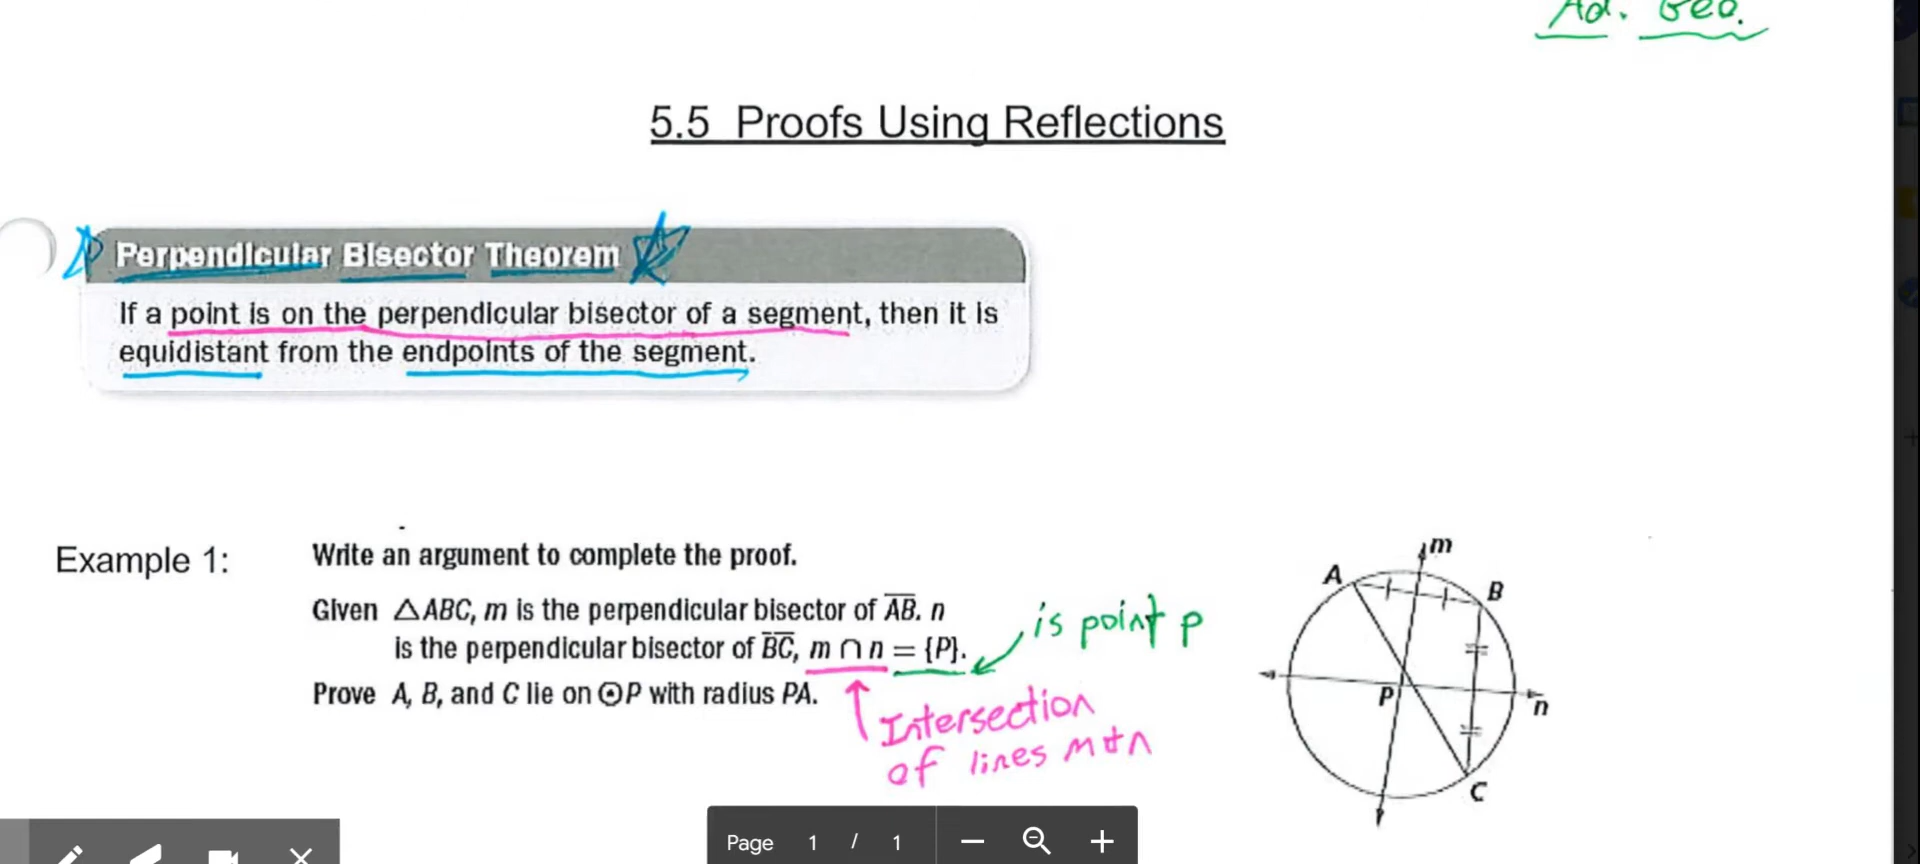 Ad. Geo.
5.5 Proofs Using Reflections
Perpendicular Bisector Theorem
If a point is on the perpendicular bisector of a segment, then it is
equidistant from the endpoints of the segment.
Example 1:
Write an argument to complete the proof.
Given △ABC, m is the perpendicular bisector of A̅B̅. n
is the perpendicular bisector of B̅C̅, m ∩ n = {P}.
is point p
Prove A, B, and C lie on ⊙P with radius PA.
Intersection
of lines m + n
m
A
B
P
n
C
Page 1 / 1